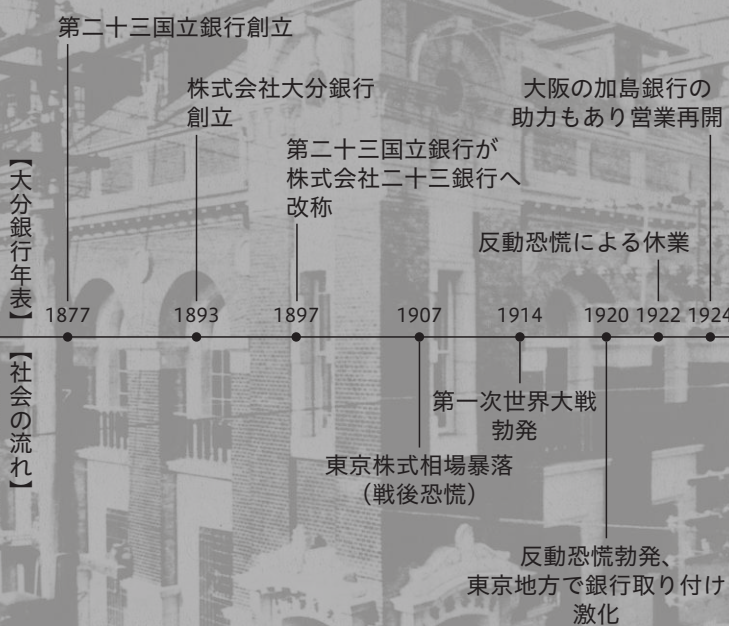 第二十三国立銀行創立
株式会社大分銀行
創立
大阪の加島銀行の
助力もあり営業再開
第二十三国立銀行が
株式会社二十三銀行へ
改称
反動恐慌による休業
【大分銀行年表】
1877 1893 1897 1907 1914 1920 1922 1924
【社会の流れ】
第一次世界大戦
勃発
東京株式相場暴落
（戦後恐慌）
反動恐慌勃発、
東京地方で銀行取り付け
激化